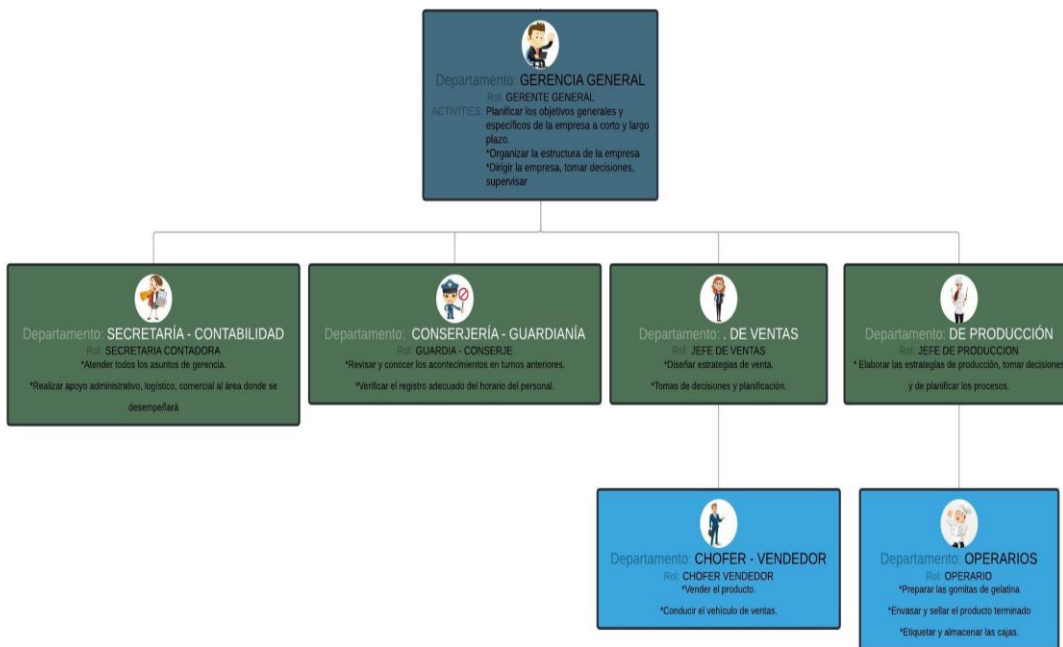 Departamento: GERENCIA GENERAL
Rol: GERENTE GENERAL
ACTIVITIES: Planificar los objetivos generales y
específicos de la empresa a corto y largo
plazo.
*Organizar la estructura de la empresa
*Dirigir la empresa, tomar decisiones,
supervisar
Departamento: SECRETARÍA - CONTABILIDAD
Rol: SECRETARIA CONTADORA
*Atender todos los asuntos de gerencia.
*Realizar apoyo administrativo, logístico, comercial al área donde se
desempeñará
Departamento: CONSERJERÍA - GUARDIANÍA
Rol: GUARDIA - CONSERJE
*Revisar y conocer los acontecimientos en turnos anteriores.
*Verificar el registro adecuado del horario del personal.
Departamento: . DE VENTAS
Rol: JEFE DE VENTAS
*Diseñar estrategias de venta.
*Tomas de decisiones y planificación.
Departamento: DE PRODUCCIÓN
Rol: JEFE DE PRODUCCION
* Elaborar las estrategias de producción, tomar decisiones
y de planificar los procesos.
Departamento: CHOFER - VENDEDOR
Rol: CHOFER VENDEDOR
*Vender el producto.
*Conducir el vehículo de ventas.
Departamento: OPERARIOS
Rol: OPERARIO
*Preparar las gomitas de gelatina
*Envasar y sellar el producto terminado
*Etiquetar y almacenar las cajas.